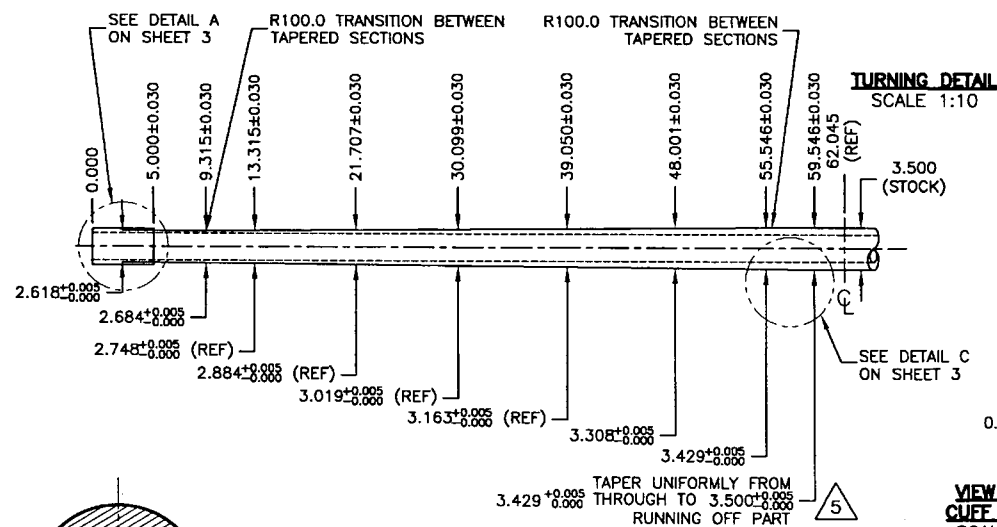 SEE DETAIL A
ON SHEET 3
R100.0 TRANSITION BETWEEN
TAPERED SECTIONS
R100.0 TRANSITION BETWEEN
TAPERED SECTIONS
TURNING DETAIL
SCALE 1:10
0.000
5.000±0.030
9.315±0.030
13.315±0.030
21.707±0.030
30.099±0.030
39.050±0.030
48.001±0.030
55.546±0.030
59.546±0.030
62.045
(REF)
3.500
(STOCK)
2.618+0.005 -0.000
2.684+0.005 -0.000
2.748+0.005 -0.000 (REF)
2.884+0.005 -0.000 (REF)
3.019+0.005 -0.000 (REF)
3.163+0.005 -0.000 (REF)
3.308+0.005 -0.000
3.429+0.005 -0.000
℄
SEE DETAIL C
ON SHEET 3
TAPER UNIFORMLY FROM
3.429 +0.005 0.000 THROUGH TO 3.500+0.005 -0.000
RUNNING OFF PART
5
0.
VIEW
CUFF